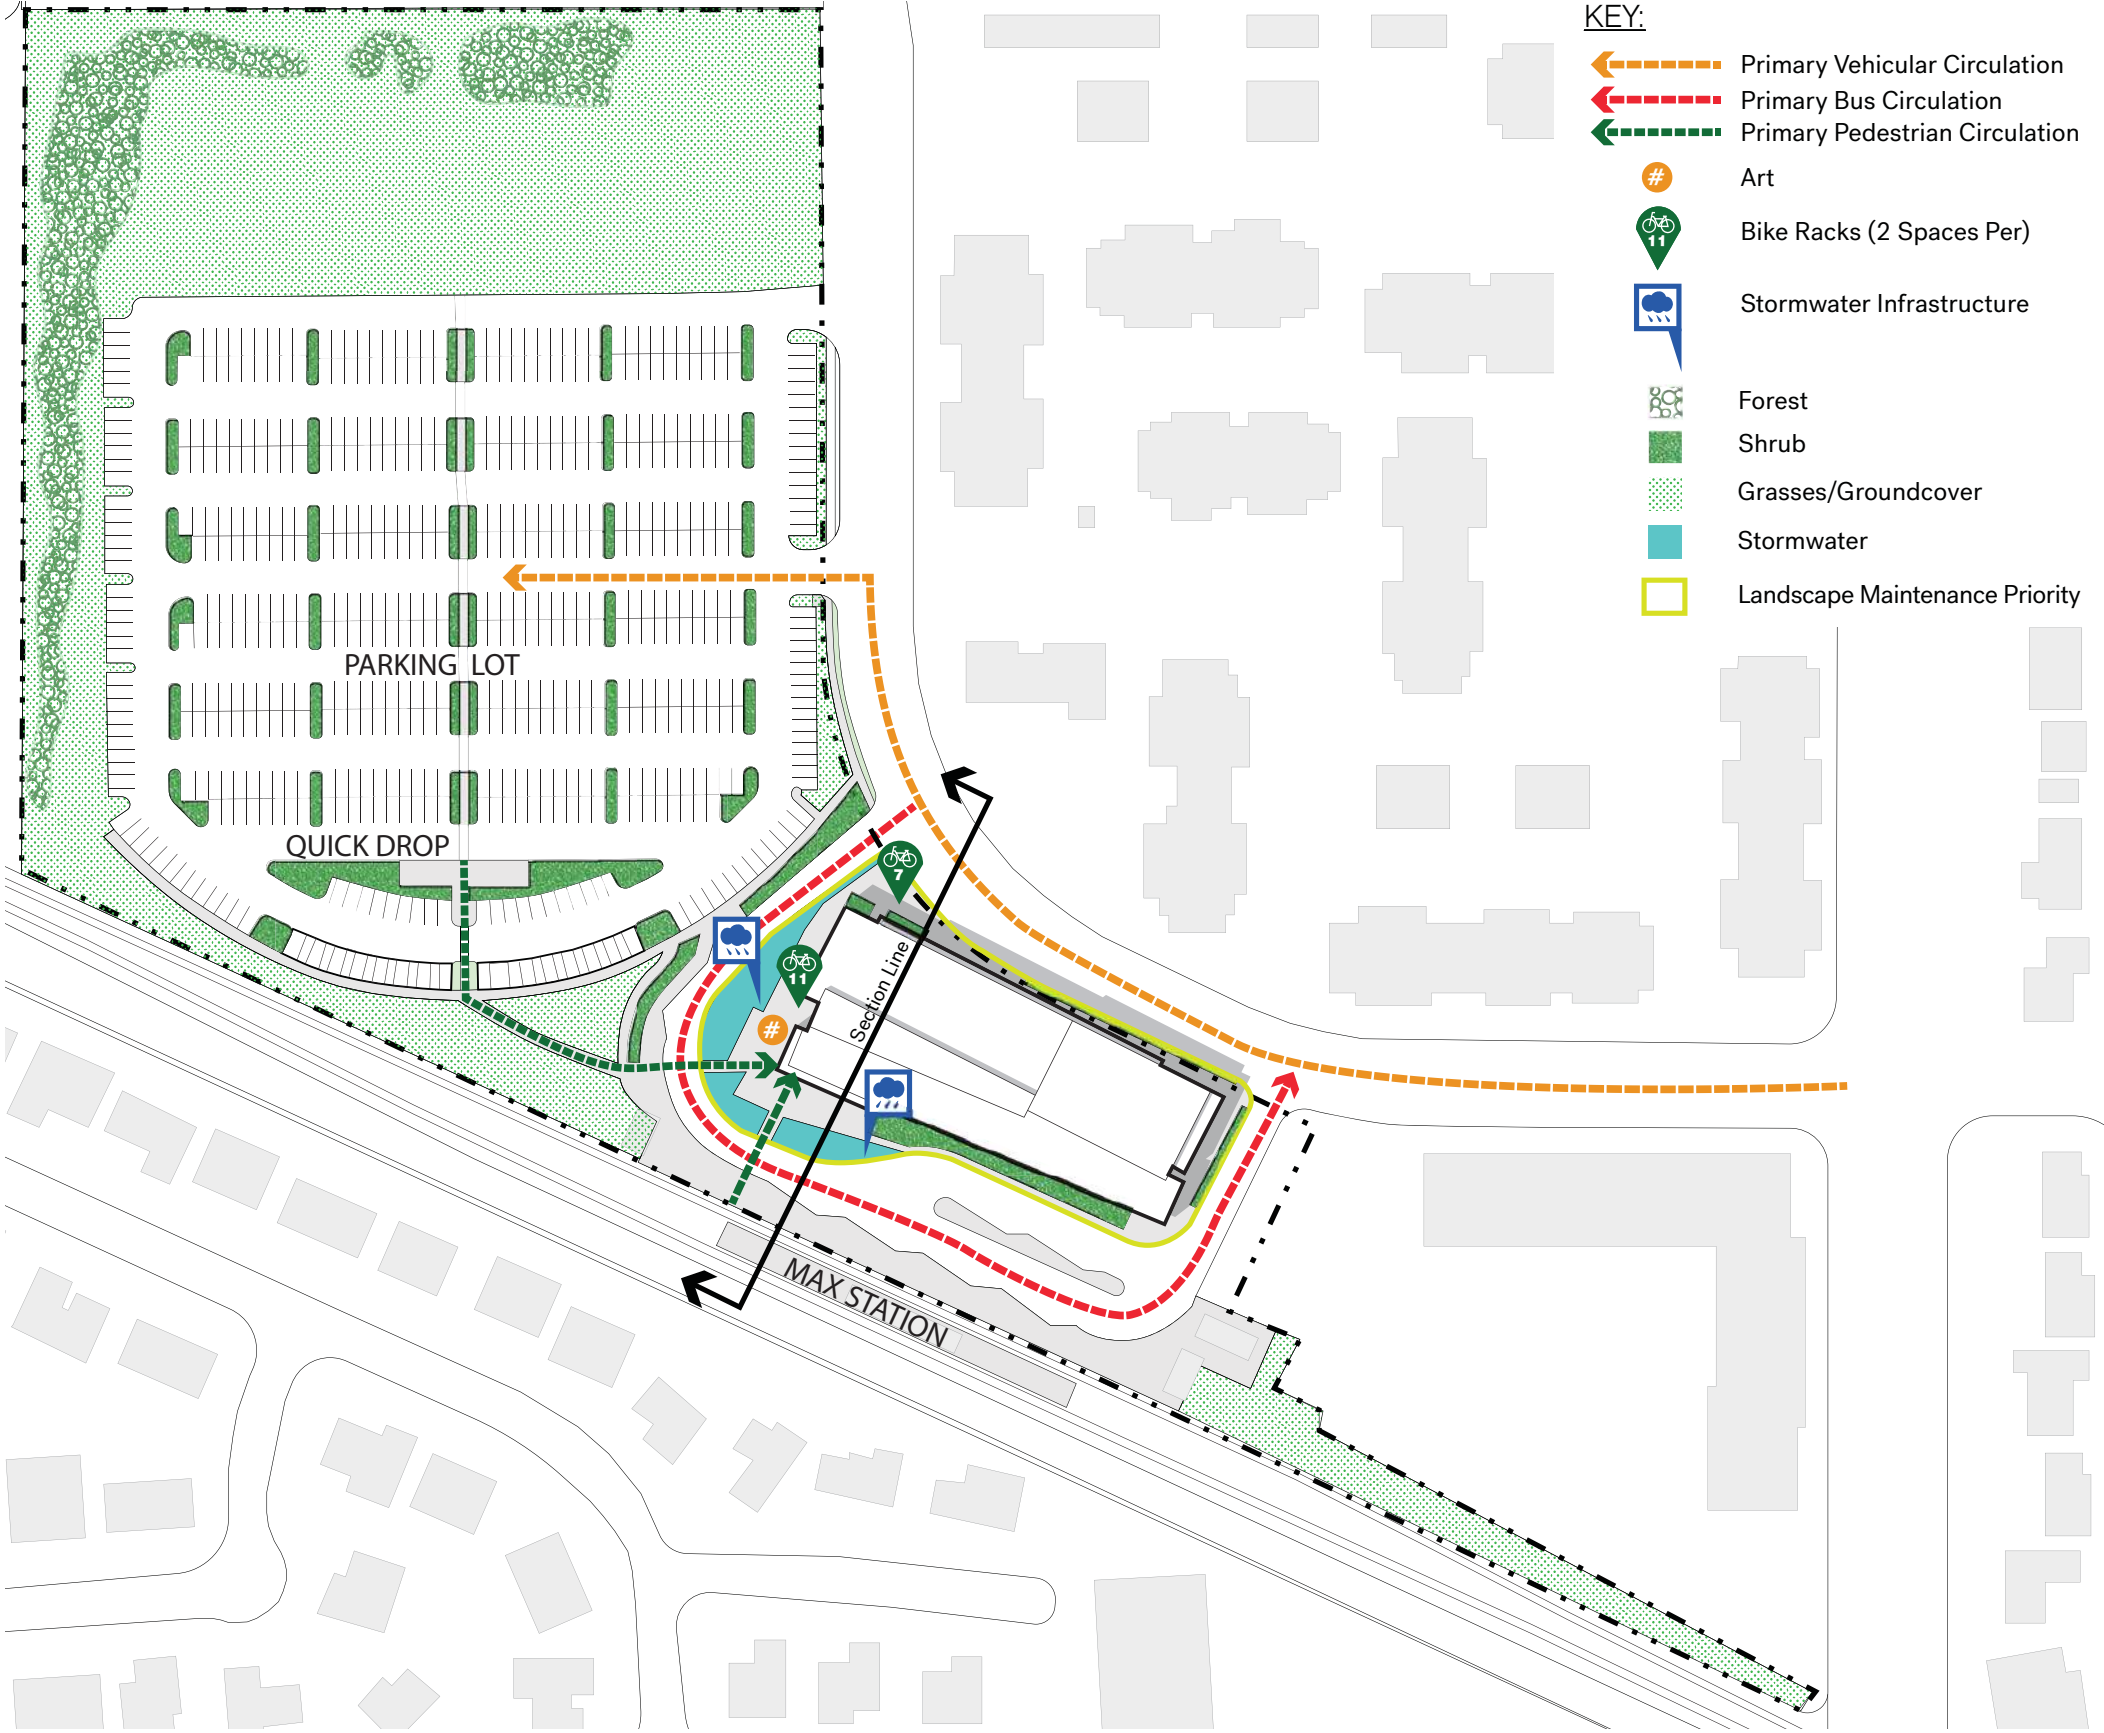 KEY:
Primary Vehicular Circulation
Primary Bus Circulation
Primary Pedestrian Circulation
# Art
11 Bike Racks (2 Spaces Per)
Stormwater Infrastructure
Forest
Shrub
Grasses/Groundcover
Stormwater
Landscape Maintenance Priority
PARKING LOT
QUICK DROP
7
11
#
Section Line
MAX STATION